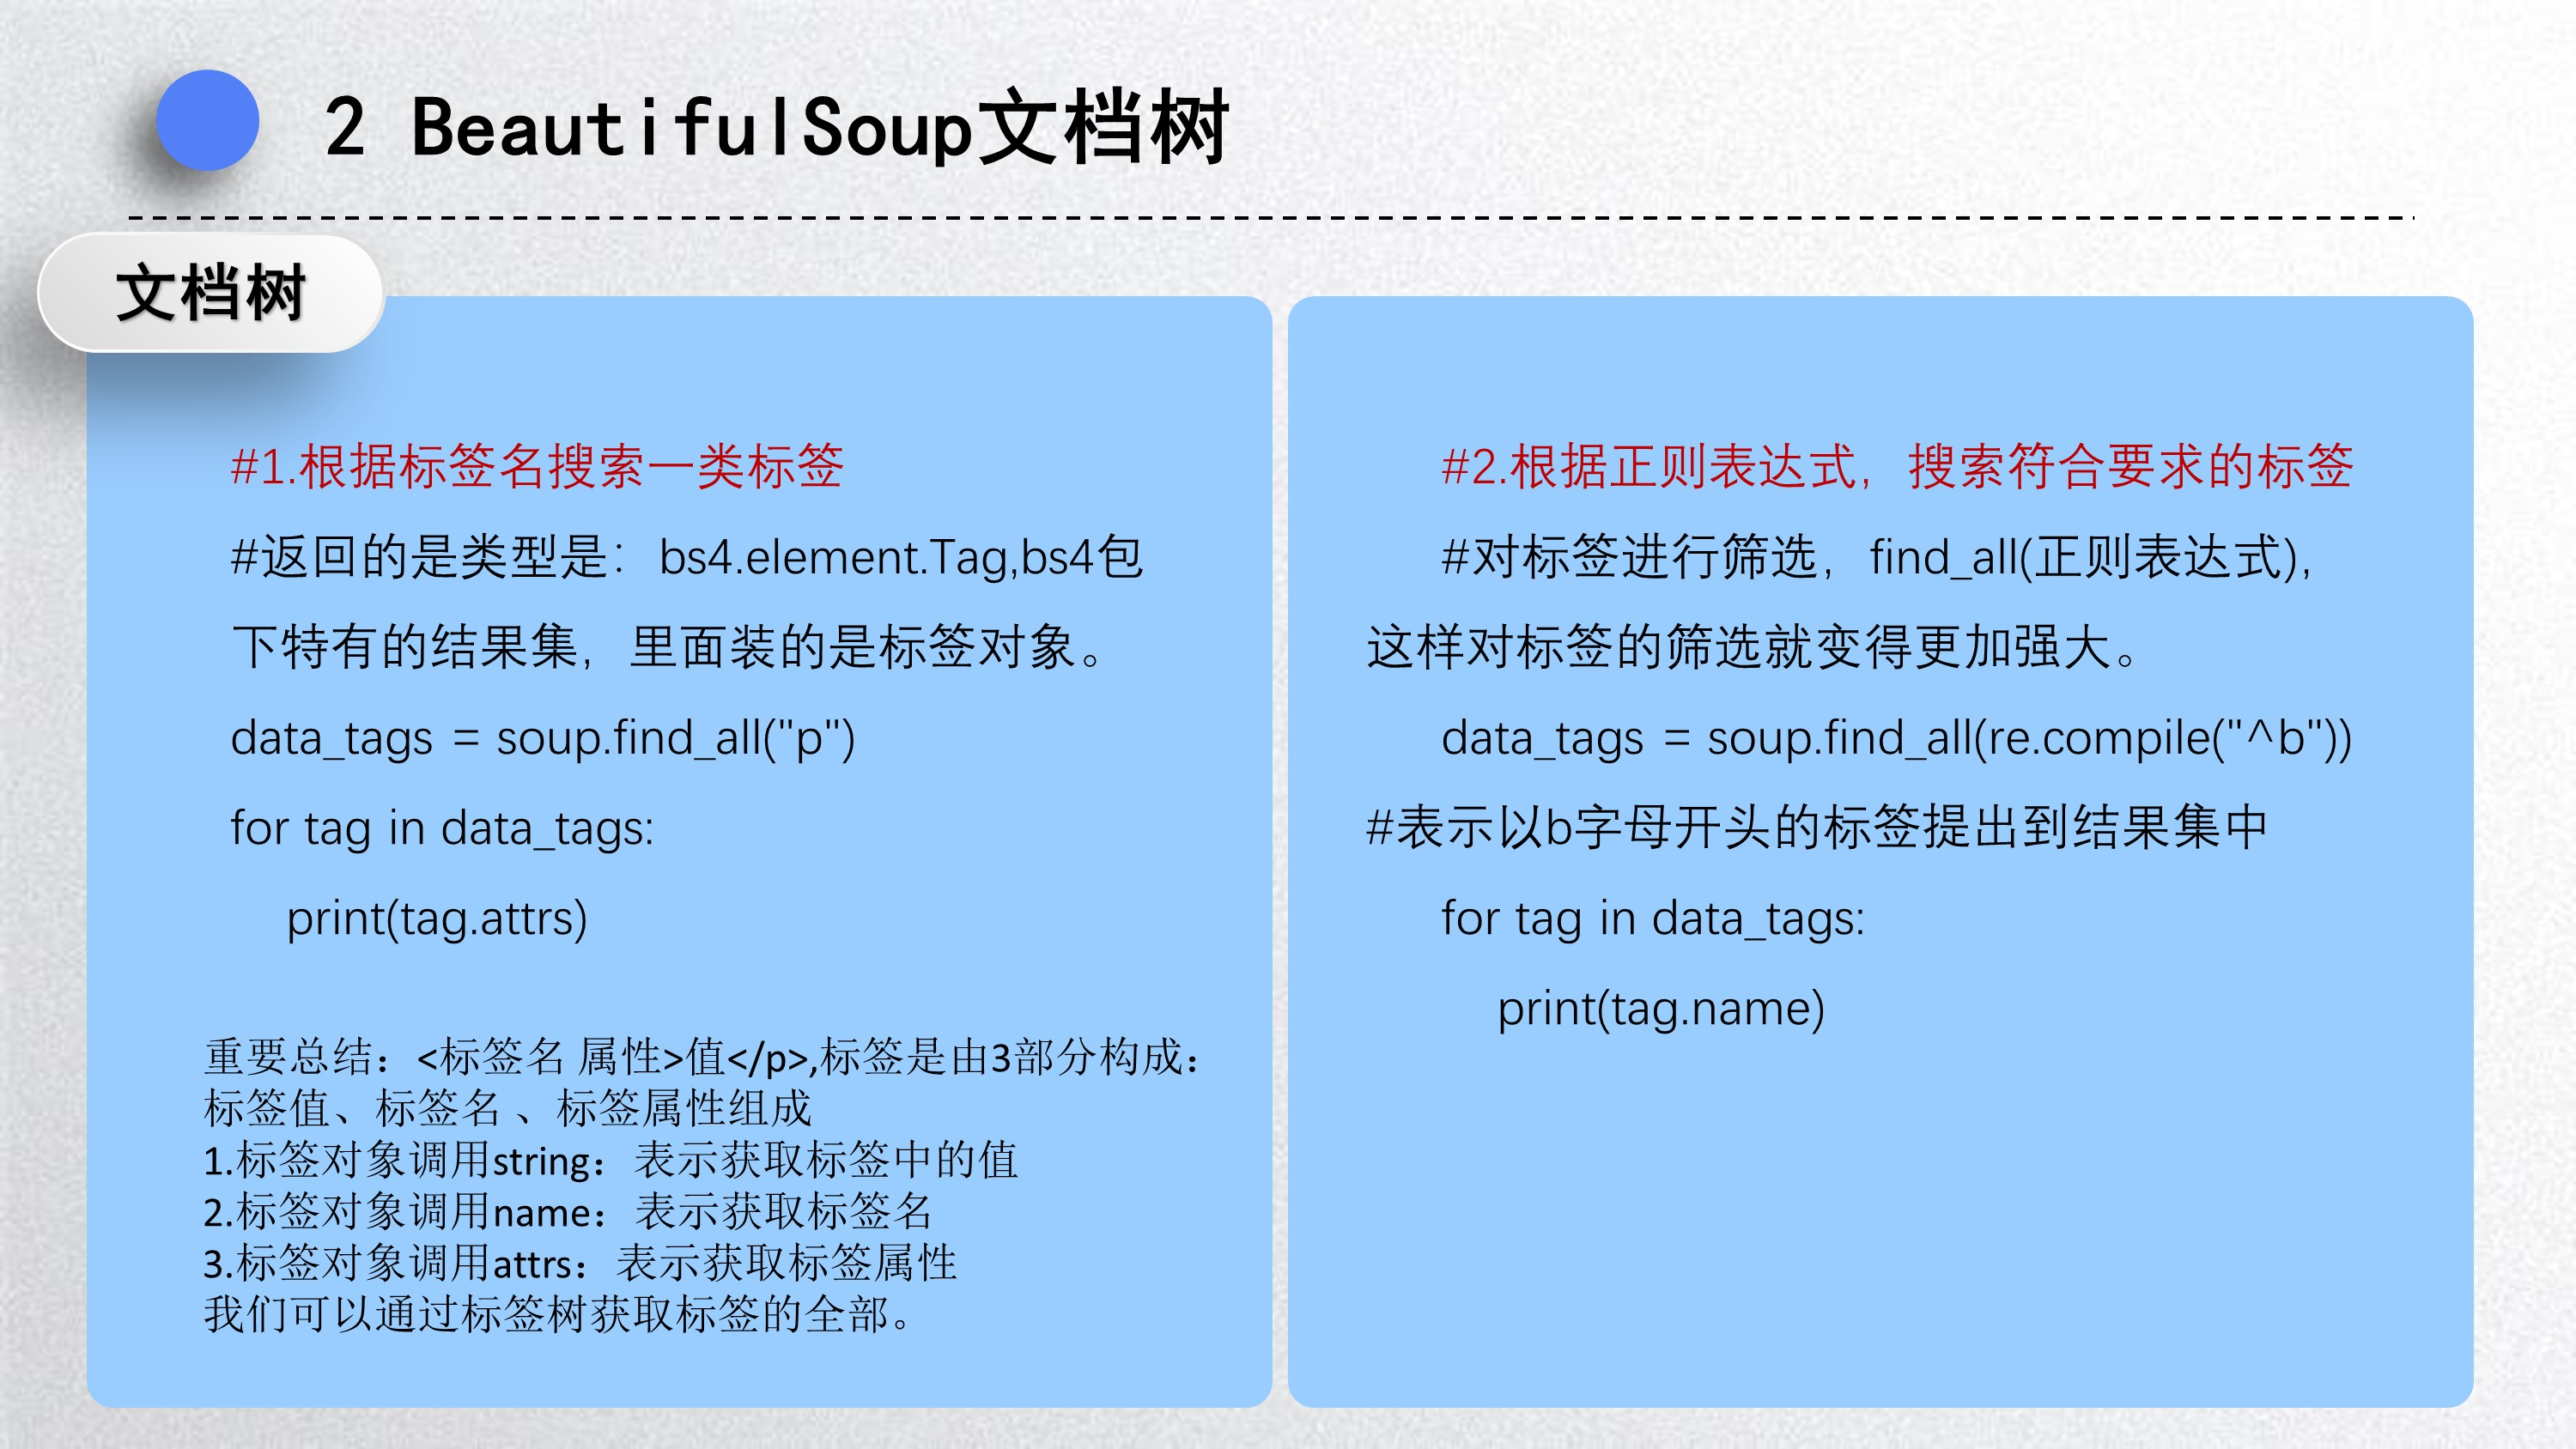 2 BeautifulSoup文档树
文档树
#1.根据标签名搜索一类标签
#返回的是类型是：bs4.element.Tag,bs4包
下特有的结果集，里面装的是标签对象。
data_tags = soup.find_all("p")
for tag in data_tags:
print(tag.attrs)
重要总结：<标签名 属性>值</p>,标签是由3部分构成：
标签值、标签名 、标签属性组成
1.标签对象调用string：表示获取标签中的值
2.标签对象调用name：表示获取标签名
3.标签对象调用attrs：表示获取标签属性
我们可以通过标签树获取标签的全部。
#2.根据正则表达式，搜索符合要求的标签
#对标签进行筛选，find_all(正则表达式),
这样对标签的筛选就变得更加强大。
data_tags = soup.find_all(re.compile("^b"))
#表示以b字母开头的标签提出到结果集中
for tag in data_tags:
print(tag.name)